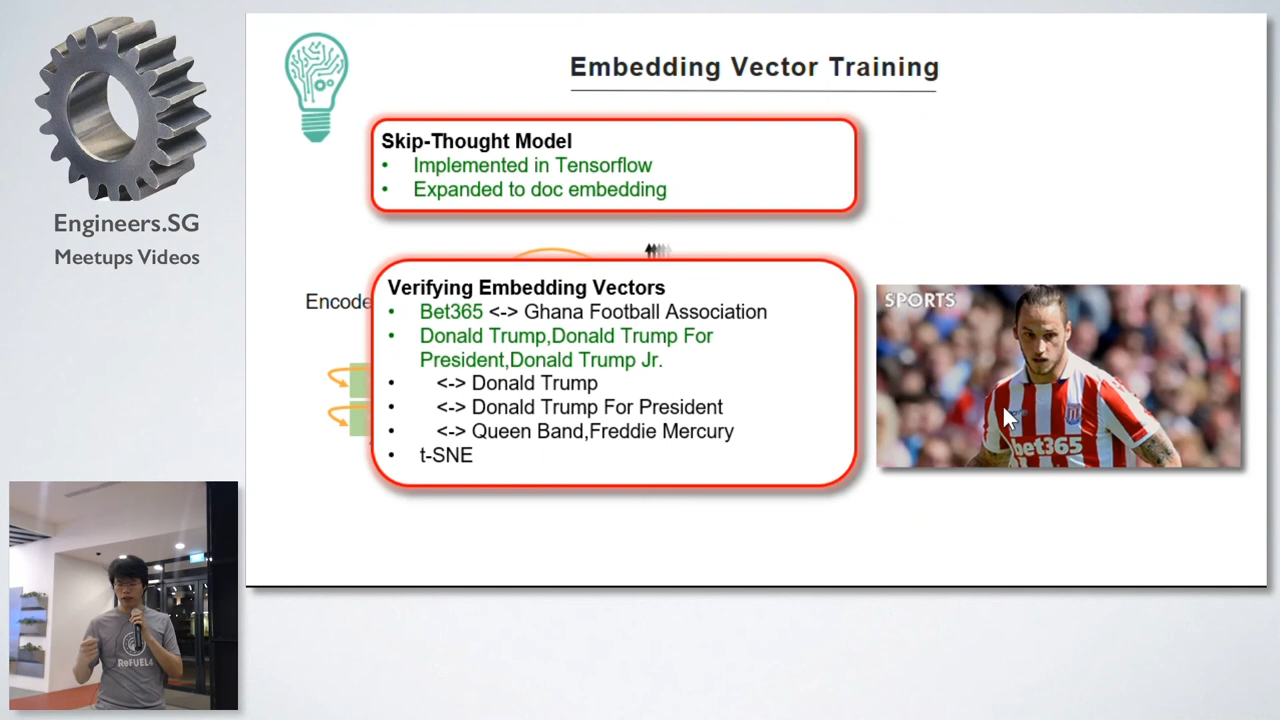 Engineers.SG
Meetups Videos
Embedding Vector Training
Skip-Thought Model
• Implemented in Tensorflow
• Expanded to doc embedding
Encode
Verifying Embedding Vectors
• Bet365 <-> Ghana Football Association
• Donald Trump,Donald Trump For
President,Donald Trump Jr.
• <-> Donald Trump
• <-> Donald Trump For President
• <-> Queen Band,Freddie Mercury
• t-SNE
SPORTS
bet365
ReFUEL4